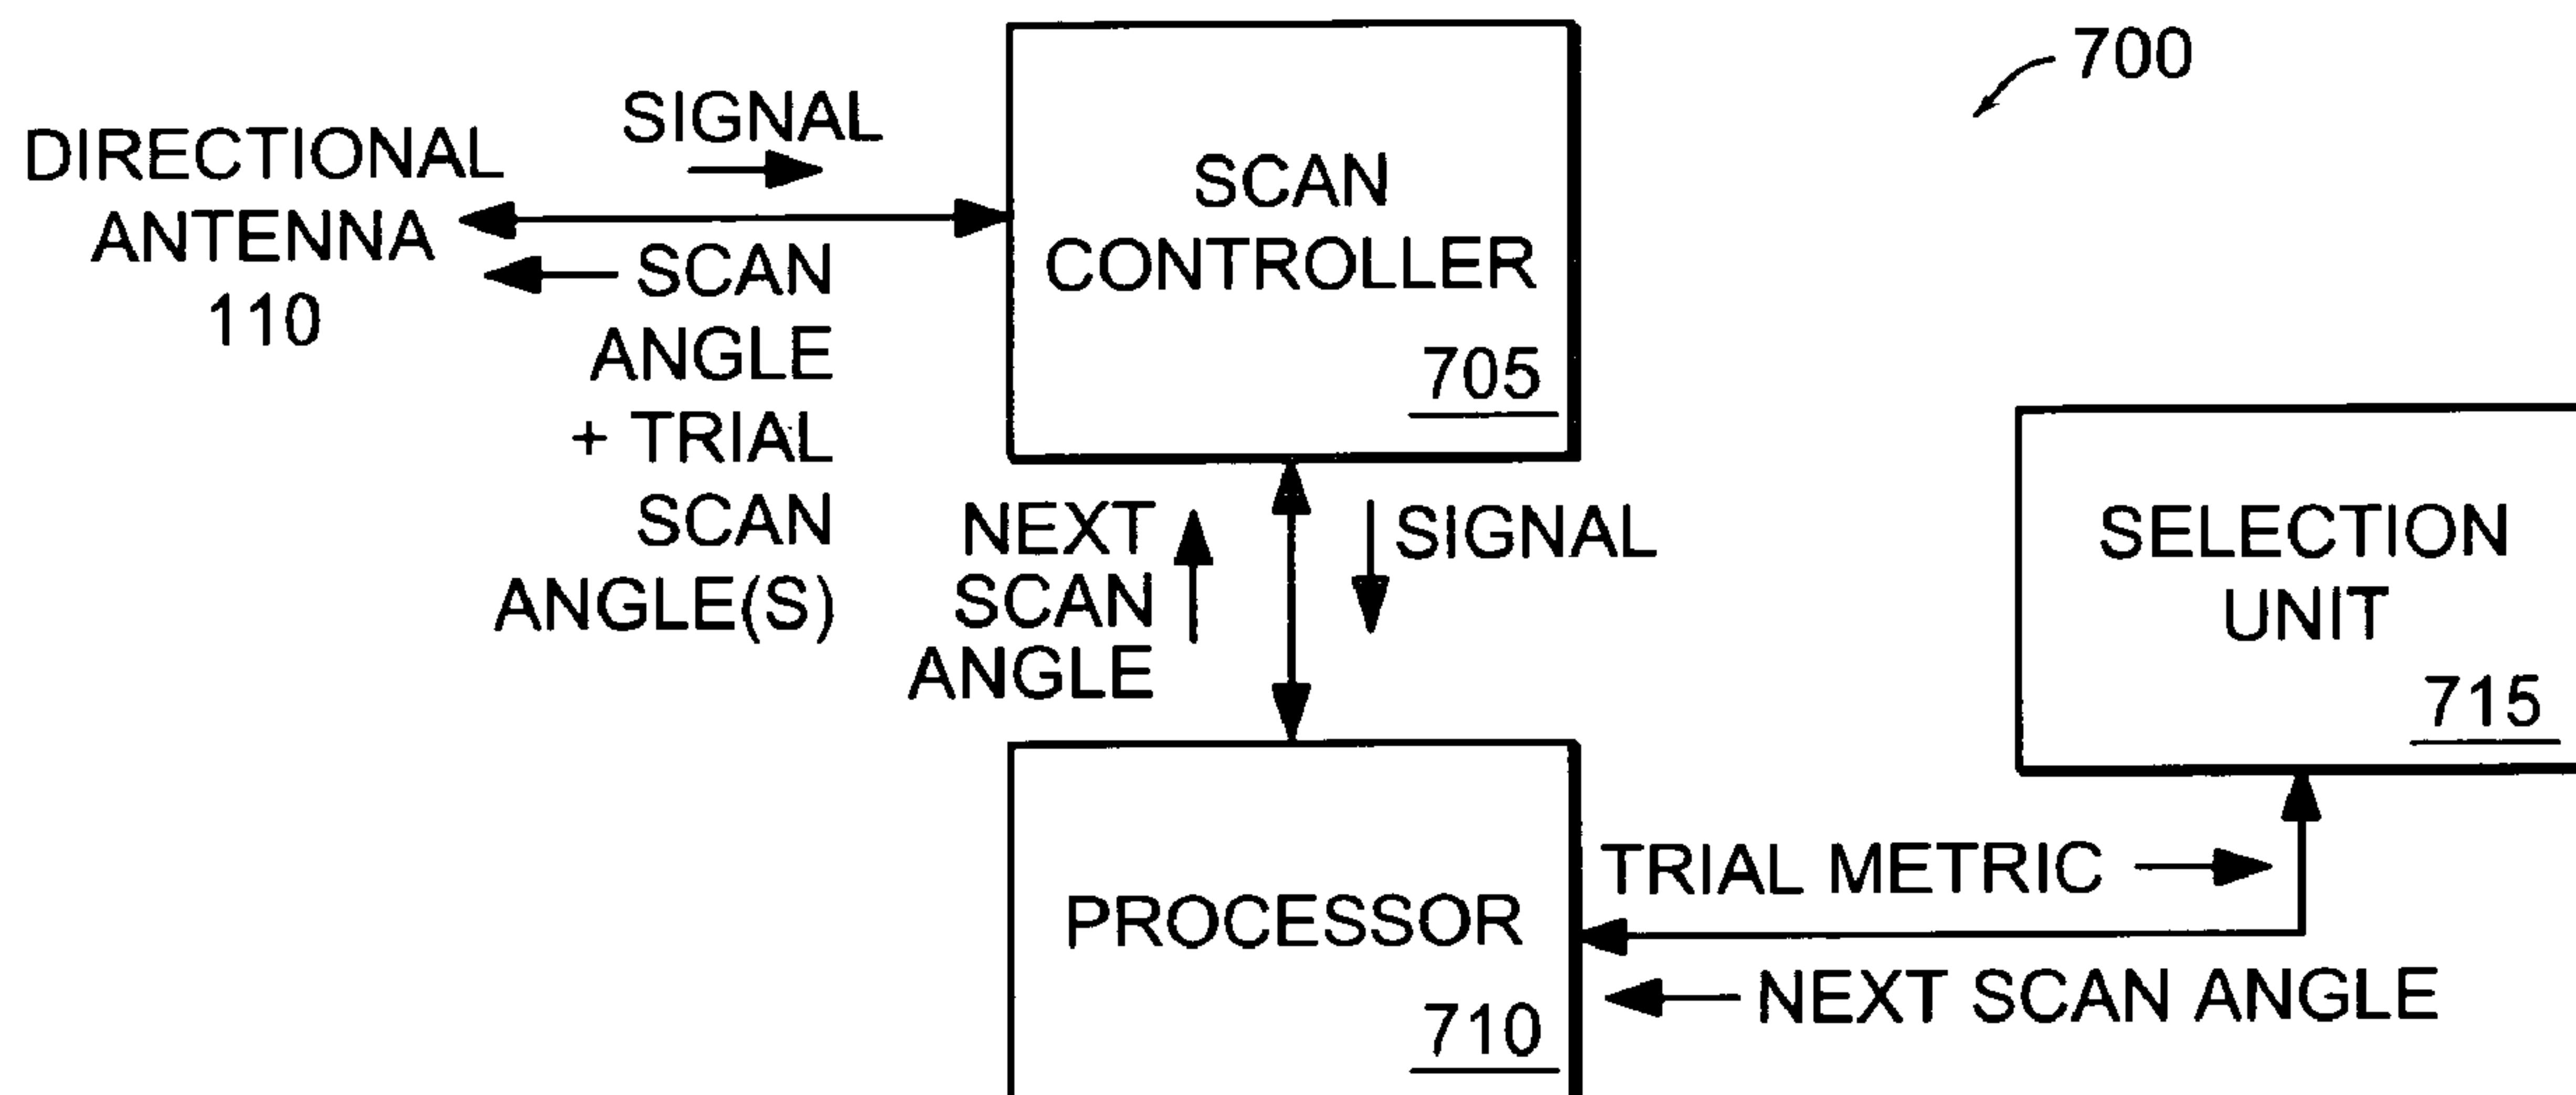 700
SIGNAL
DIRECTIONAL
ANTENNA
110
SCAN
CONTROLLER
705
SCAN
ANGLE
+ TRIAL
SCAN
ANGLE(S)
NEXT
SCAN
ANGLE
SIGNAL
SELECTION
UNIT
715
TRIAL METRIC
PROCESSOR
710
NEXT SCAN ANGLE